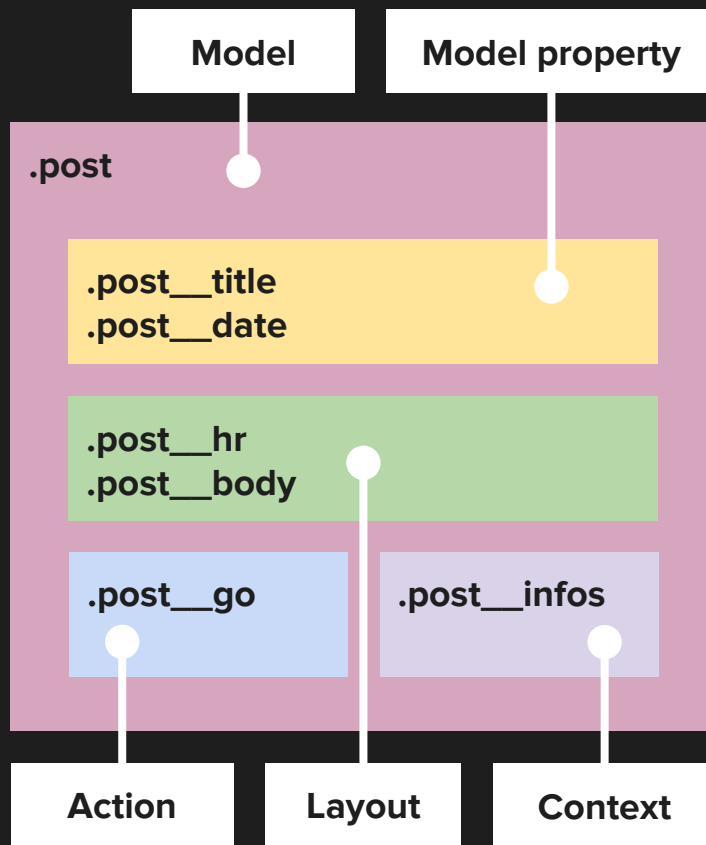 Model
Model property
.post
.post__title
.post__date
.post__hr
.post__body
.post__go
.post__infos
Action
Layout
Context